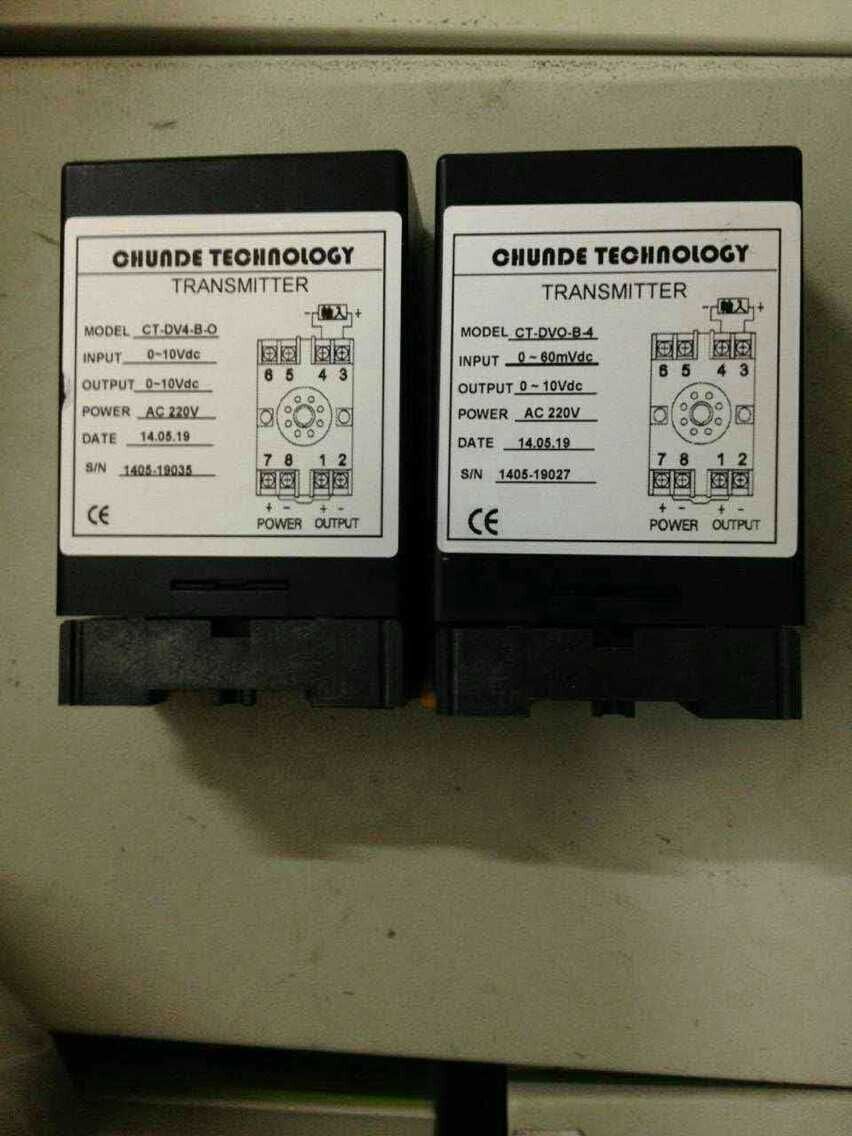 CHUNDE TECHNOLOGY
TRANSMITTER
MODEL CT-DV4-B-O
INPUT 0~10Vdc
OUTPUT 0~10Vdc
POWER AC 220V
DATE 14.05.19
S/N 1405-19035
CE
- 輸入 +
6 5 4 3
7 8 1 2
+ - + -
POWER OUTPUT
CHUNDE TECHNOLOGY
TRANSMITTER
MODEL CT-DVO-B-4
INPUT 0~60mVdc
OUTPUT 0~10Vdc
POWER AC 220V
DATE 14.05.19
S/N 1405-19027
CE
- 輸入 +
6 5 4 3
7 8 1 2
+ - + -
POWER OUTPUT